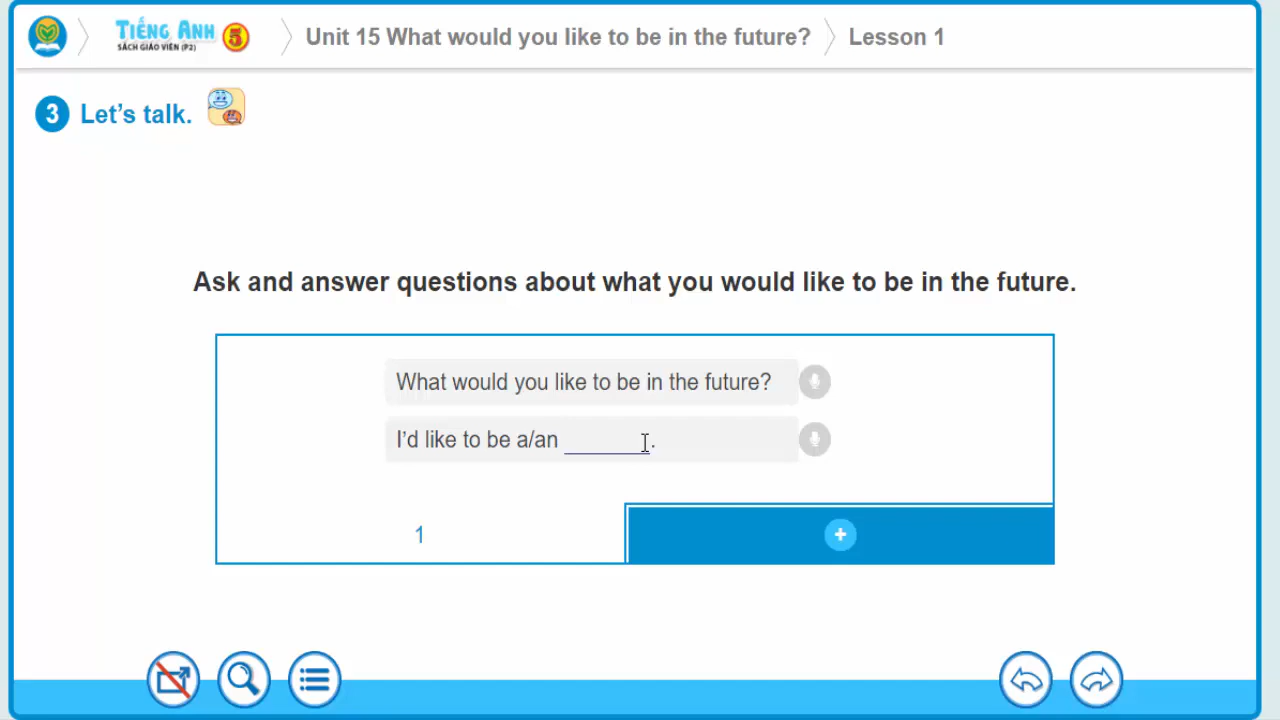 TIẾNG ANH 5
SÁCH GIÁO VIÊN (P2)
Unit 15 What would you like to be in the future?
Lesson 1
3 Let’s talk.
Ask and answer questions about what you would like to be in the future.
What would you like to be in the future?
I’d like to be a/an _______.
1
+